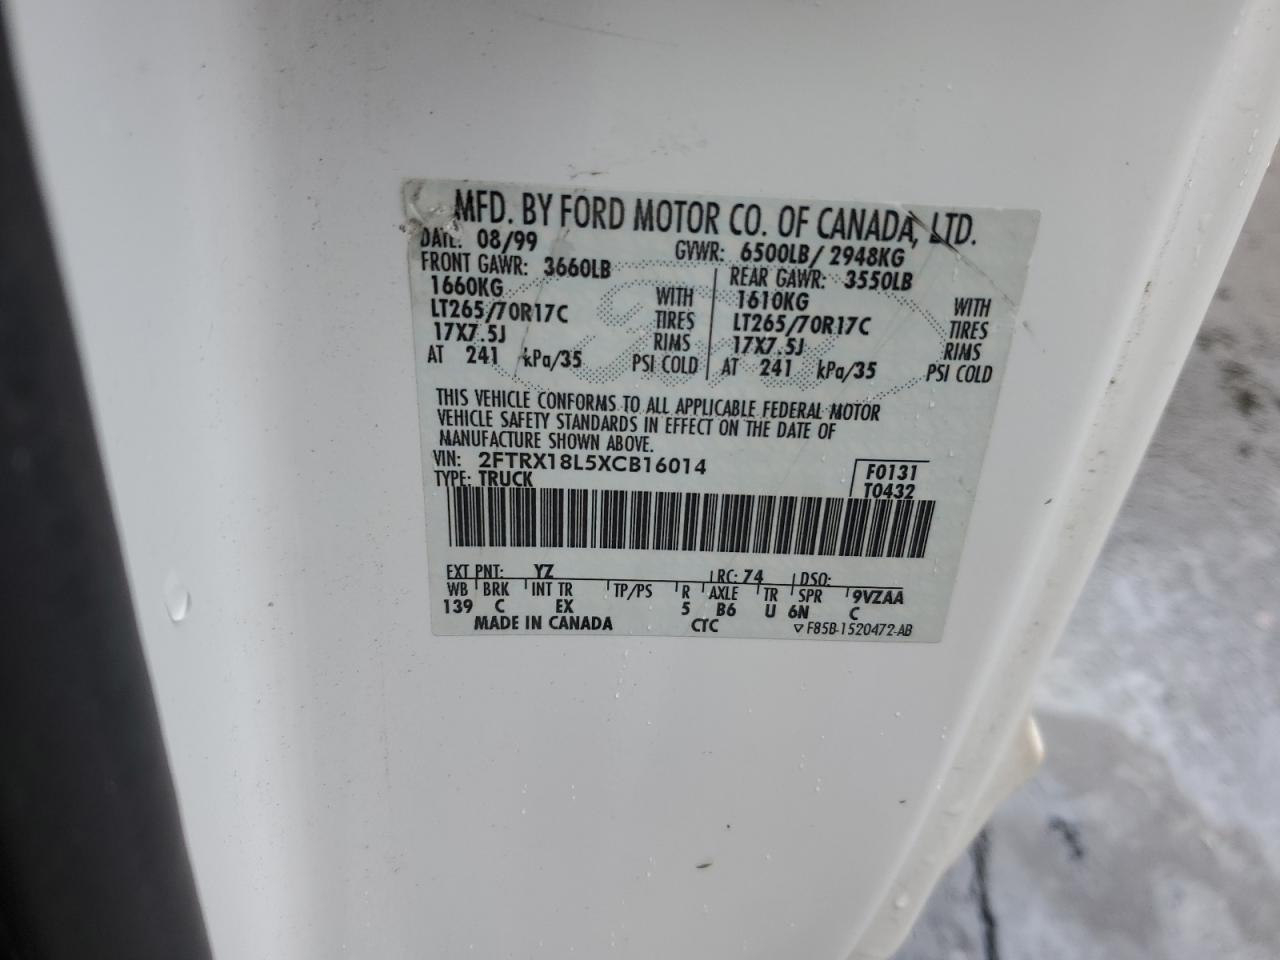 MFD. BY FORD MOTOR CO. OF CANADA, LTD.
DATE: 08/99 GVWR: 6500LB/ 2948KG
FRONT GAWR: 3660LB REAR GAWR: 3550LB
1660KG WITH 1610KG WITH
LT265/70R17C TIRES LT265/70R17C TIRES
17X7.5J RIMS 17X7.5J RIMS
AT 241 kPa/35 PSI COLD AT 241 kPa/35 PSI COLD
THIS VEHICLE CONFORMS TO ALL APPLICABLE FEDERAL MOTOR
VEHICLE SAFETY STANDARDS IN EFFECT ON THE DATE OF
MANUFACTURE SHOWN ABOVE.
VIN: 2FTRX18L5XCB16014 F0131
TYPE: TRUCK T0432
EXT PNT: YZ RC: 74 DSO:
WB BRK INT TR TP/PS R AXLE TR SPR 9VZAA
139 C EX 5 B6 U 6N C
MADE IN CANADA CTC F85B-1520472-AB